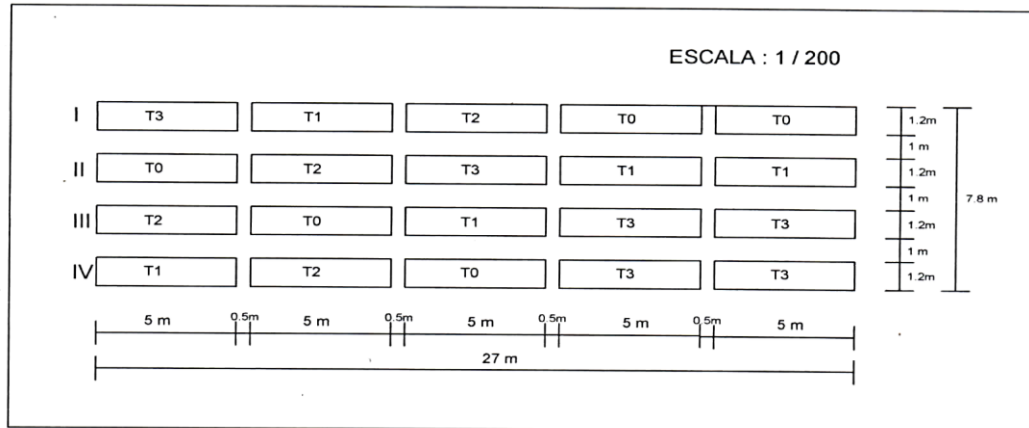 ESCALA : 1 / 200
I T3 T1 T2 T0 T0
1.2m
1 m
II T0 T2 T3 T1 T1
1.2m
1 m
7.8 m
III T2 T0 T1 T3 T3
1.2m
1 m
IV T1 T2 T0 T3 T3
1.2m
5 m 0.5m 5 m 0.5m 5 m 0.5m 5 m 0.5m 5 m
27 m